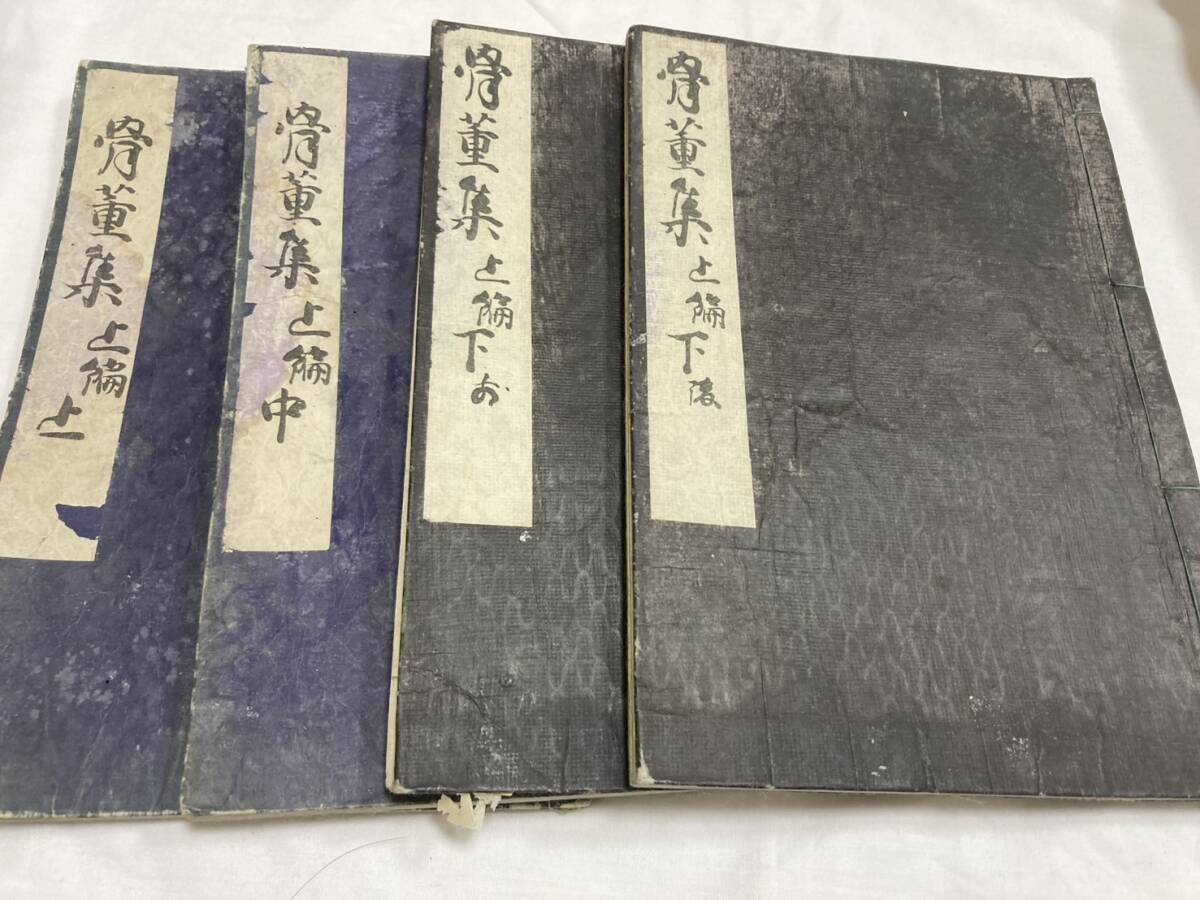 骨董集 上編 上
骨董集 上編 中
骨董集 上編 下 前
骨董集 上編 下 後